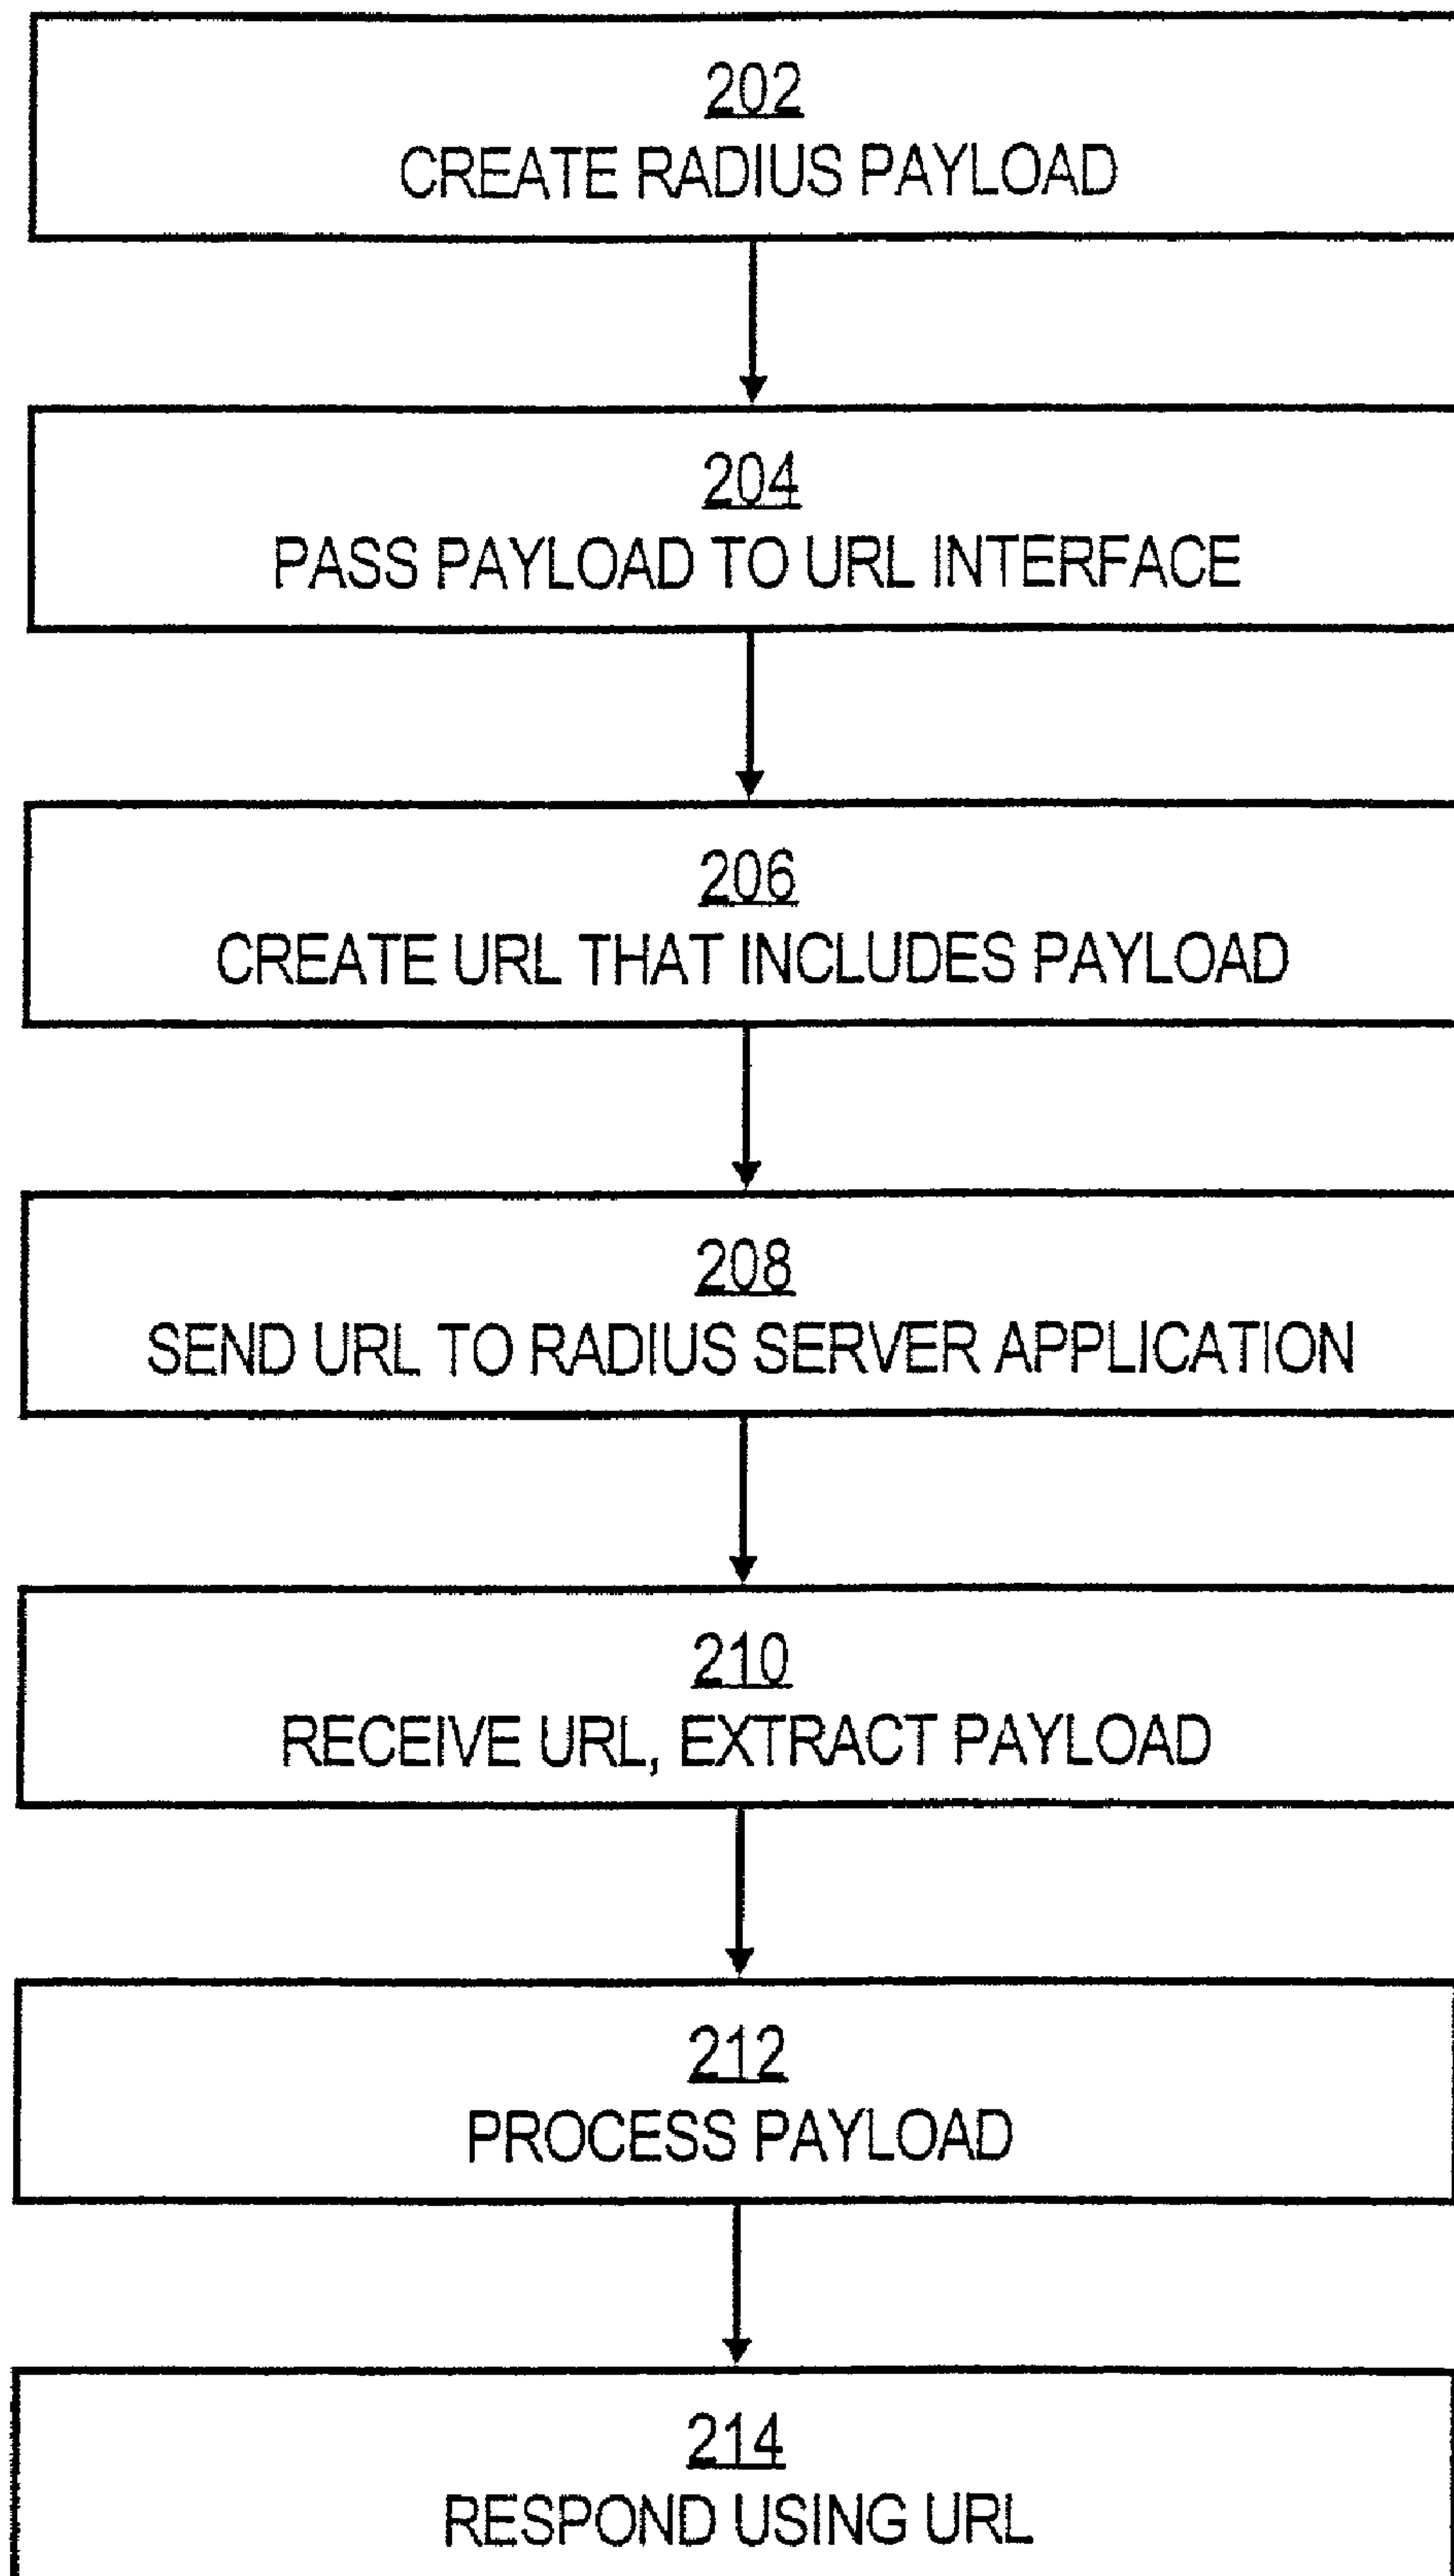 202
CREATE RADIUS PAYLOAD
204
PASS PAYLOAD TO URL INTERFACE
206
CREATE URL THAT INCLUDES PAYLOAD
208
SEND URL TO RADIUS SERVER APPLICATION
210
RECEIVE URL, EXTRACT PAYLOAD
212
PROCESS PAYLOAD
214
RESPOND USING URL